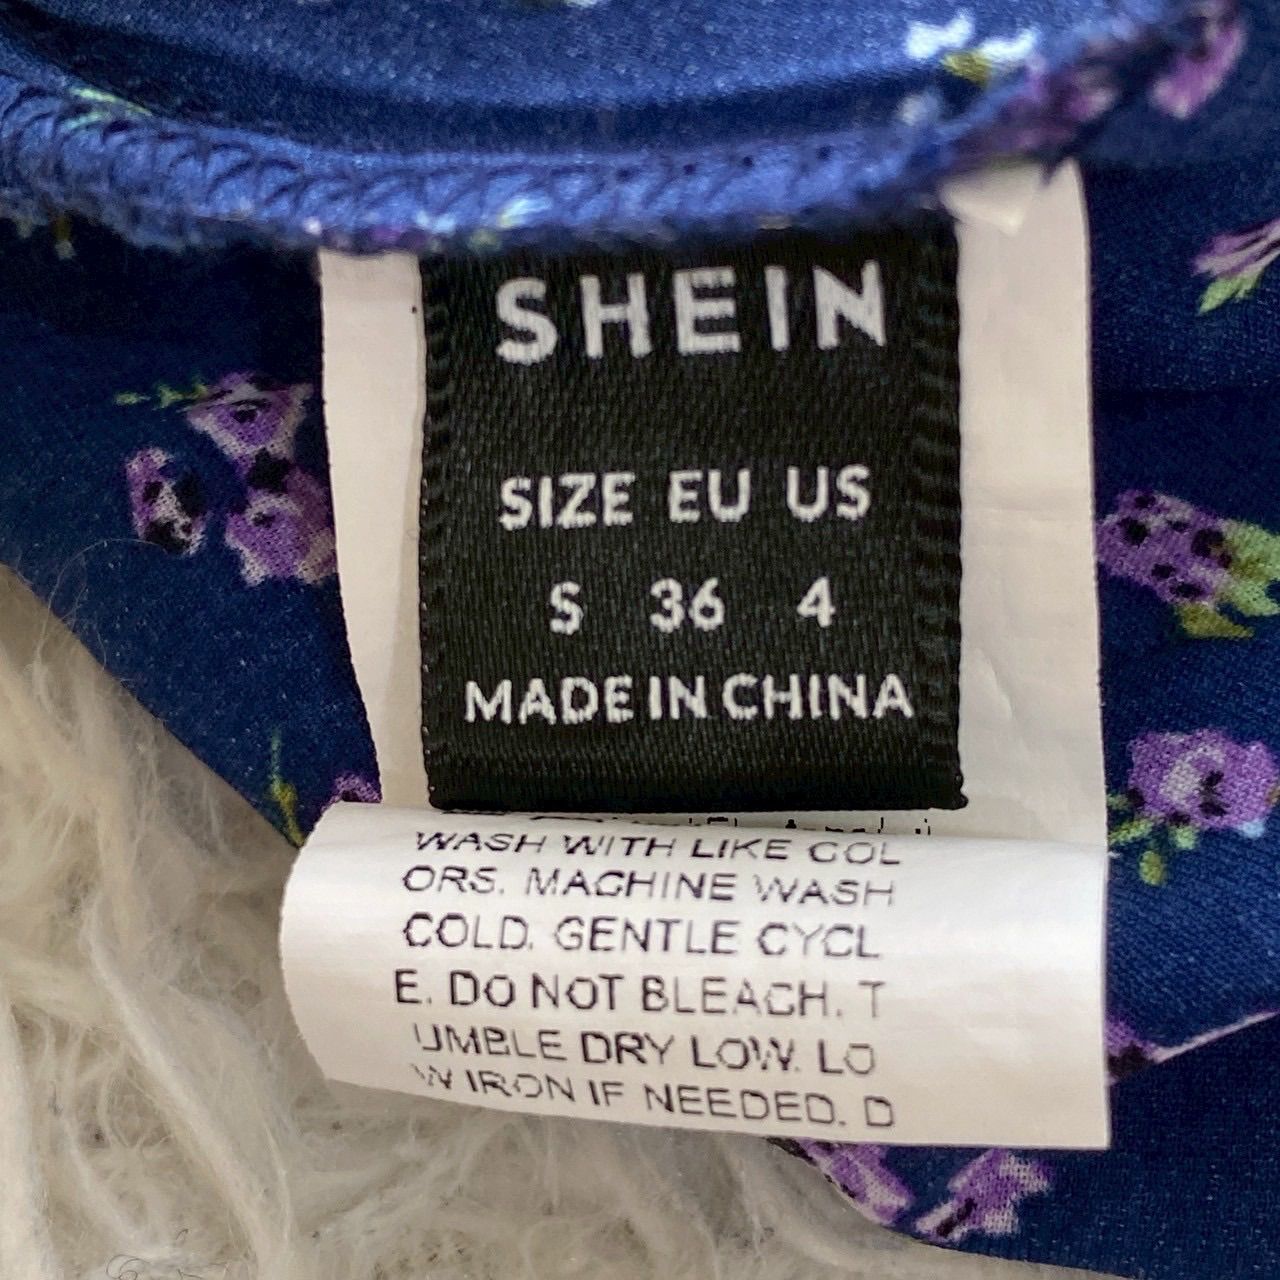 SHEIN
SIZE EU US
S 36 4
MADE IN CHINA
WASH WITH LIKE COL
ORS. MACHINE WASH
COLD. GENTLE CYCL
E. DO NOT BLEACH. T
UMBLE DRY LOW. LO
W IRON IF NEEDED. D